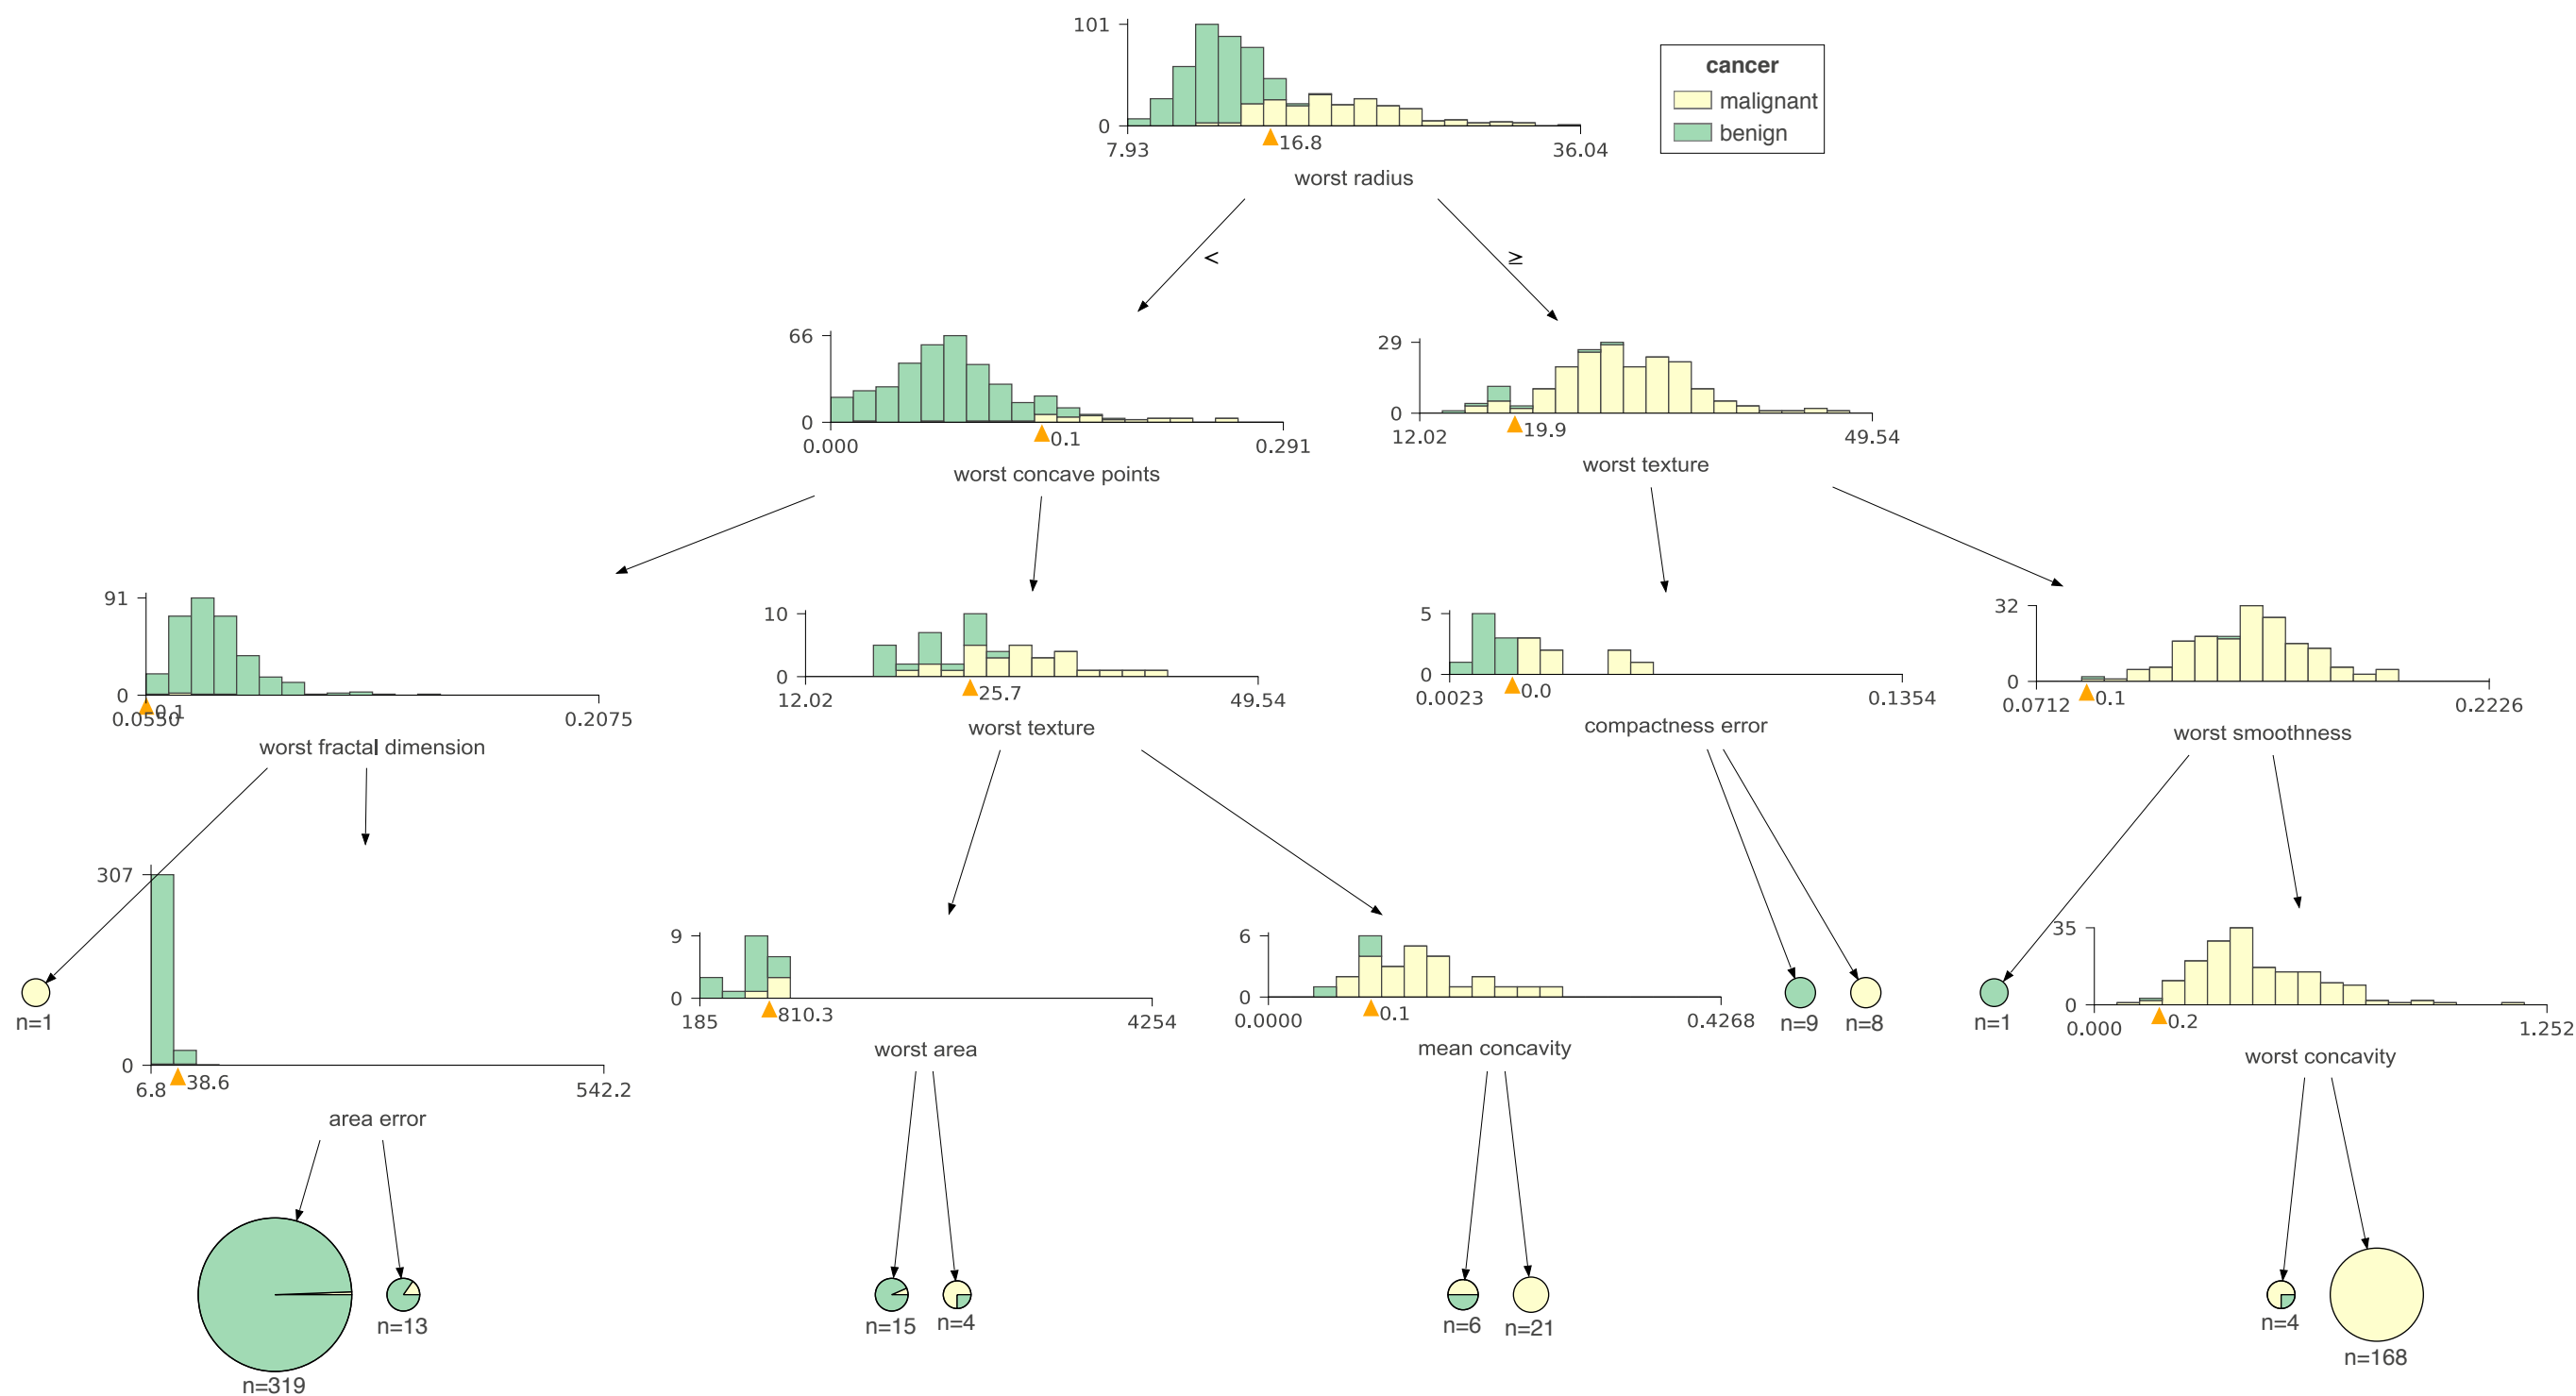 101
0
7.93
16.8
36.04
worst radius
cancer
malignant
benign
<
≥
66
0
0.000
0.1
0.291
worst concave points
29
0
12.02
19.9
49.54
worst texture
91
0
0.0550
0.1
0.2075
worst fractal dimension
10
0
12.02
25.7
49.54
worst texture
5
0
0.0023
0.0
0.1354
compactness error
32
0
0.0712
0.1
0.2226
worst smoothness
n=1
307
0
6.8
38.6
542.2
area error
9
0
185
810.3
4254
worst area
6
0
0.0000
0.1
0.4268
mean concavity
n=9
n=8
n=1
35
0
0.000
0.2
1.252
worst concavity
n=319
n=13
n=15
n=4
n=6
n=21
n=4
n=168